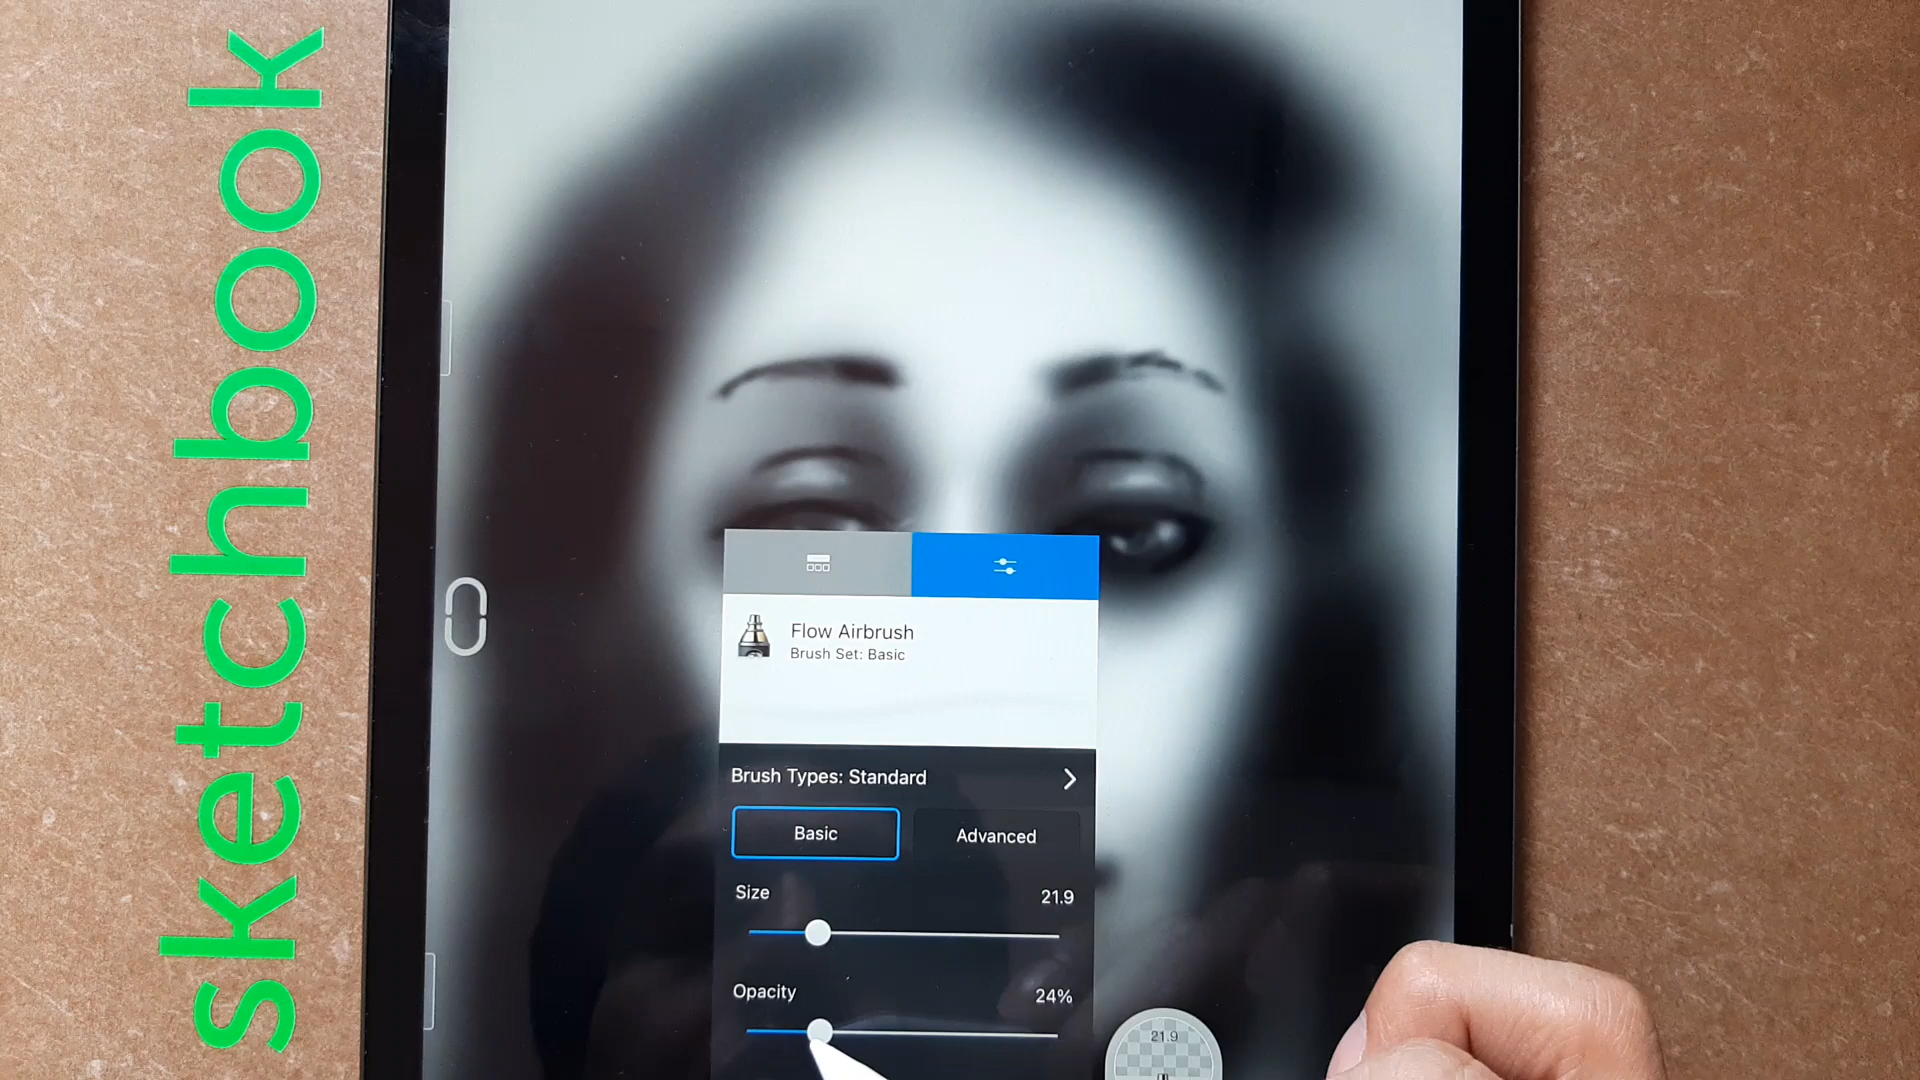 sketchbook
Flow Airbrush
Brush Set: Basic
Brush Types: Standard
Basic
Advanced
Size
21.9
Opacity
24%
21.9